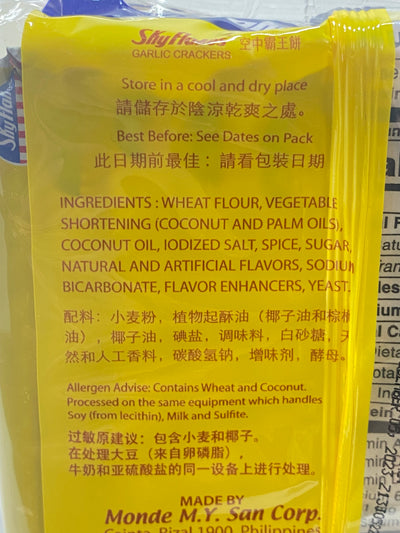 SkyFlakes 空中霸王餅
GARLIC CRACKERS
Store in a cool and dry place
請儲存於陰涼乾爽之處。
Best Before: See Dates on Pack
此日期前最佳：請看包裝日期
INGREDIENTS : WHEAT FLOUR, VEGETABLE
SHORTENING (COCONUT AND PALM OILS),
COCONUT OIL, IODIZED SALT, SPICE, SUGAR,
NATURAL AND ARTIFICIAL FLAVORS, SODIUM
BICARBONATE, FLAVOR ENHANCERS, YEAST.
配料：小麦粉，植物起酥油（椰子油和棕榈
油），椰子油，碘盐，调味料，白砂糖，天
然和人工香料，碳酸氢钠，增味剂，酵母。
Allergen Advise: Contains Wheat and Coconut.
Processed on the same equipment which handles
Soy (from lecithin), Milk and Sulfite.
过敏原建议：包含小麦和椰子。
在处理大豆（来自卵磷脂），
牛奶和亚硫酸盐的同一设备上进行处理。
MADE BY
Monde M.Y. San Corp.
Cainta, Rizal 1900, Philippines
SkyFlakes